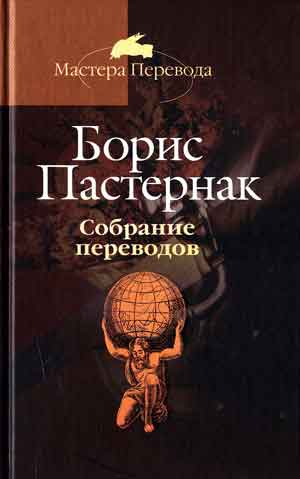 Мастера Перевода
Борис
Пастернак
Собрание
переводов